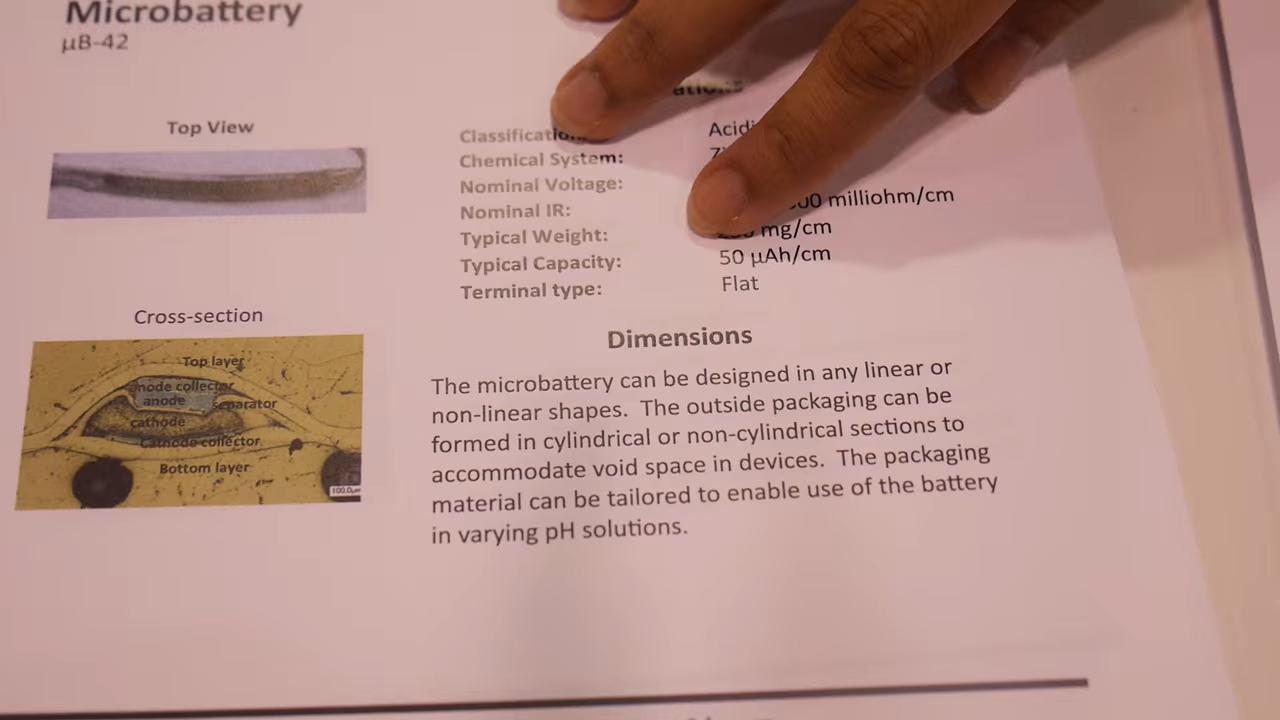 Microbattery
µB-42
Top View
Classification:
Chemical System:
Nominal Voltage:
Nominal IR:
milliohm/cm
Typical Weight:
mg/cm
Typical Capacity:
50 µAh/cm
Terminal type:
Flat
Cross-section
Top layer
anode collector
anode
separator
cathode
Cathode collector
Bottom layer
Dimensions
The microbattery can be designed in any linear or
non-linear shapes. The outside packaging can be
formed in cylindrical or non-cylindrical sections to
accommodate void space in devices. The packaging
material can be tailored to enable use of the battery
in varying pH solutions.